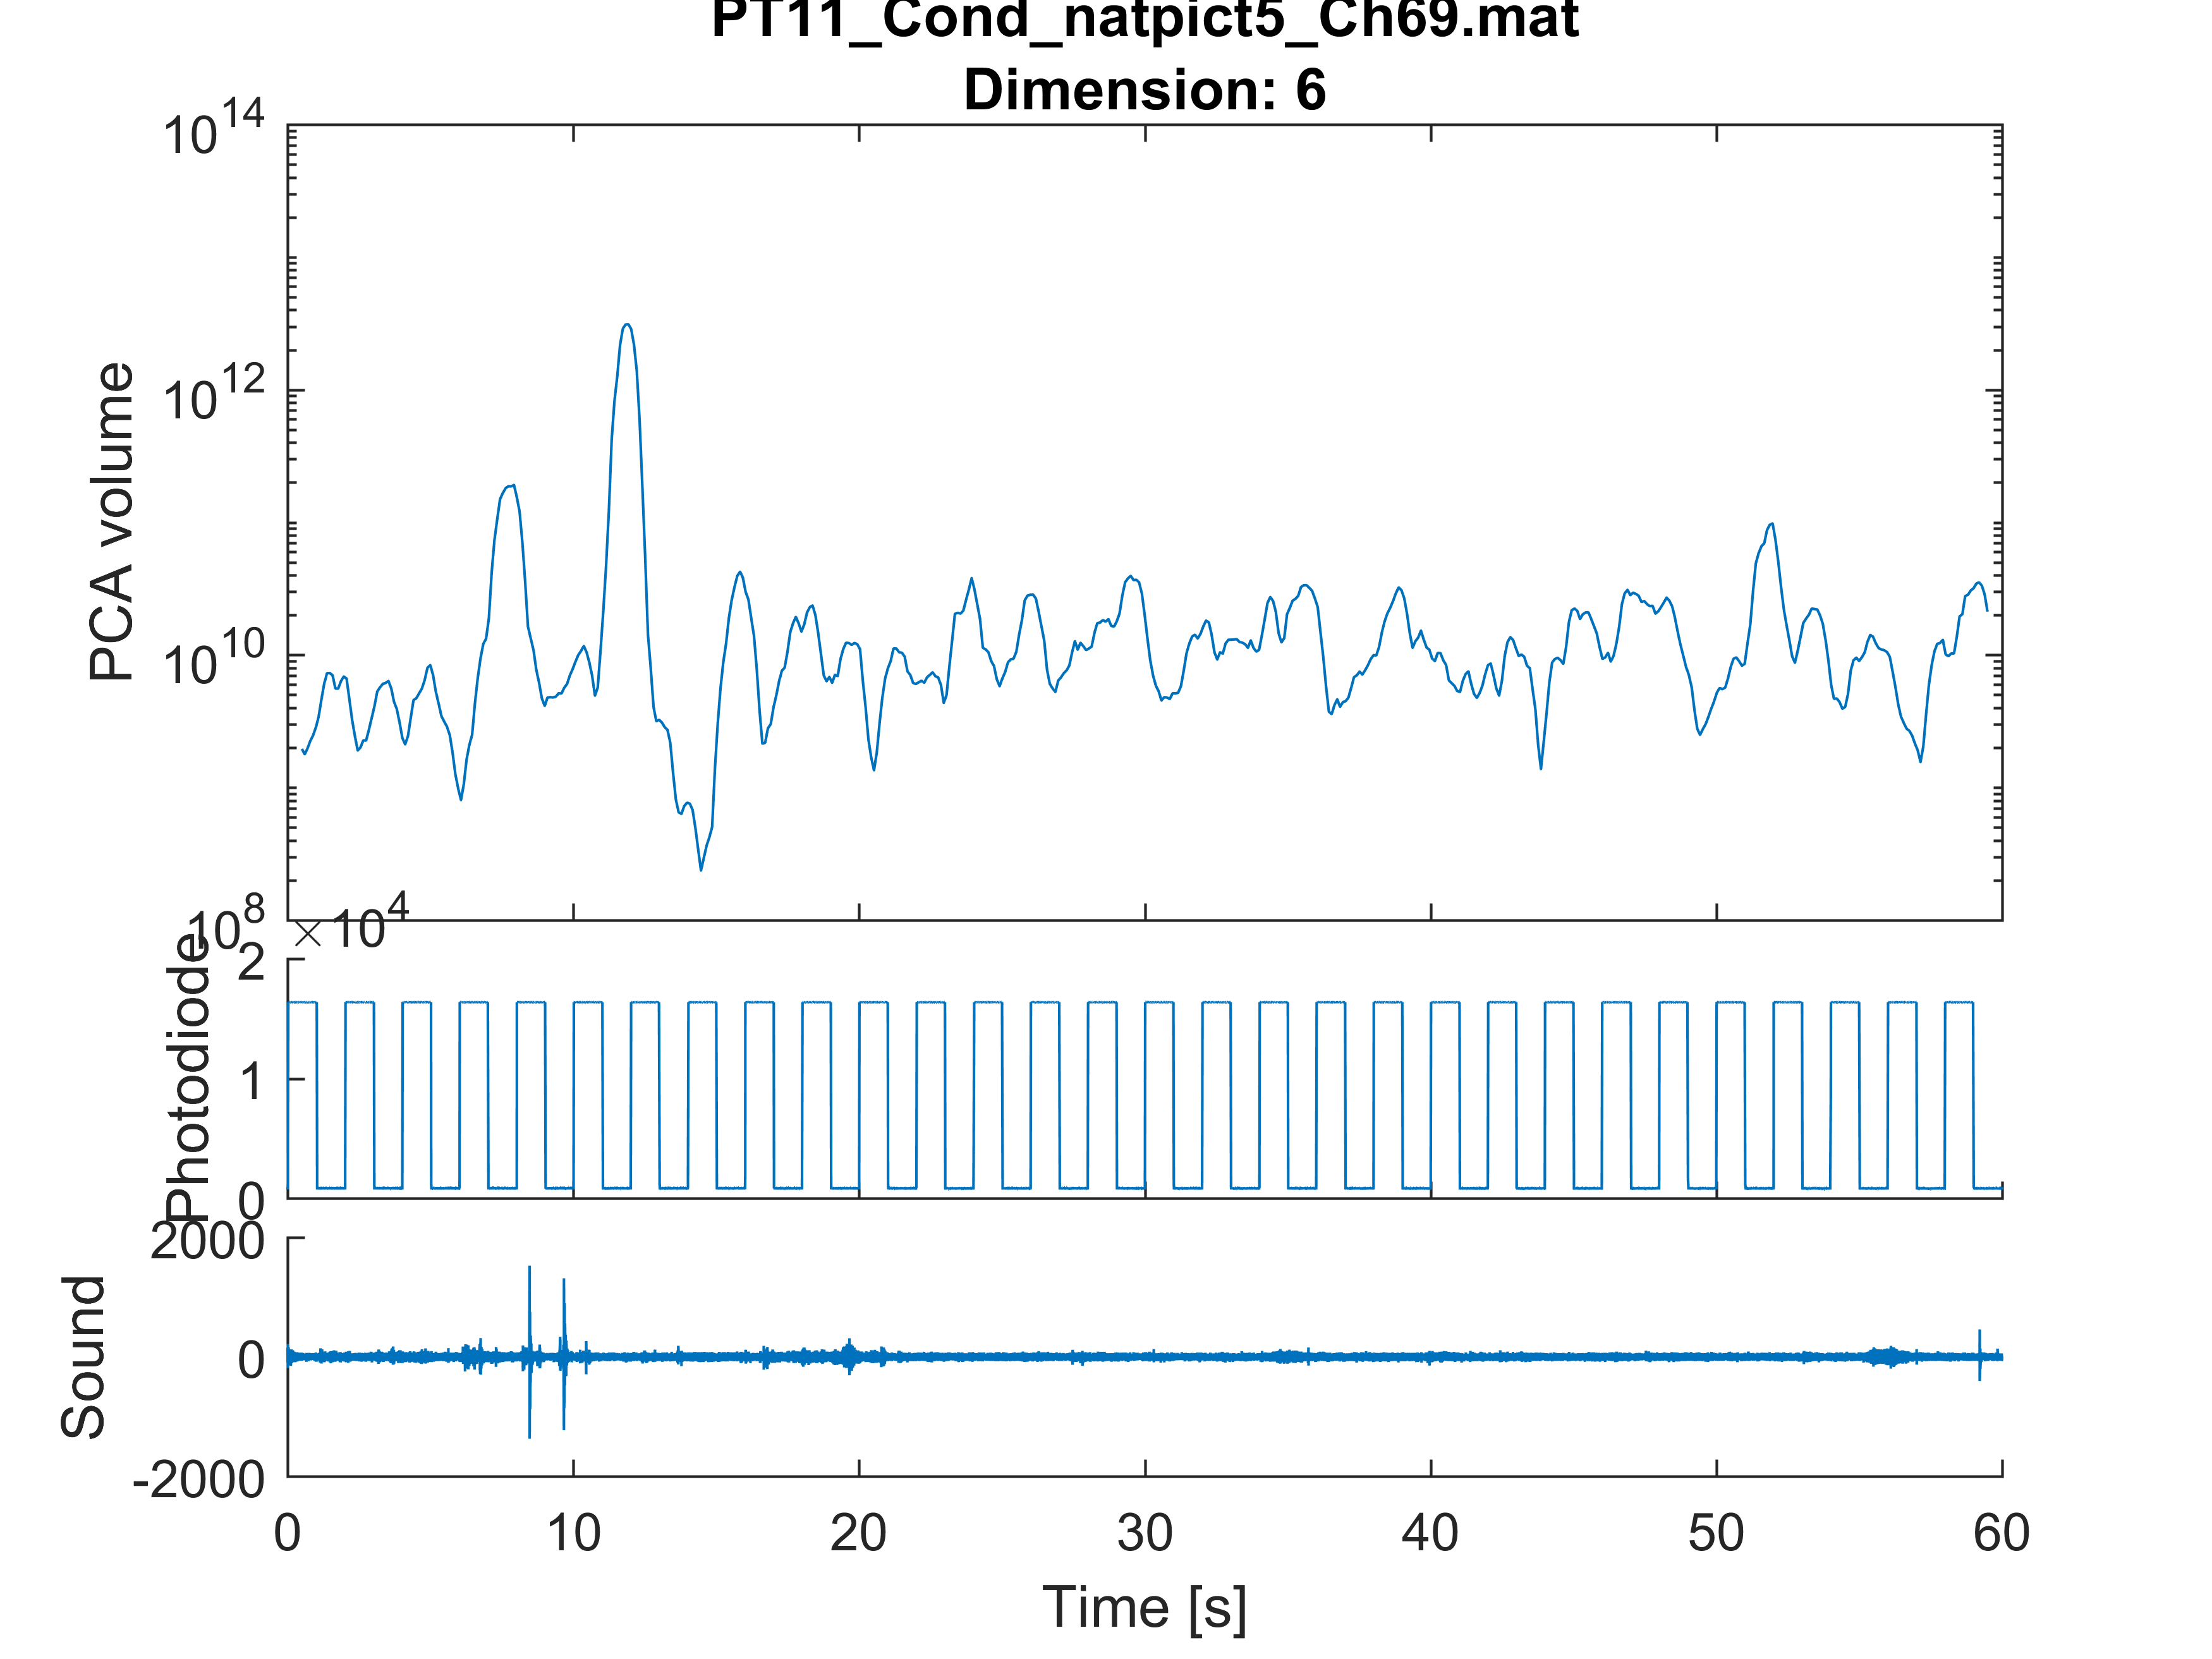 PT11_Cond_natpict5_Ch69.mat
Dimension: 6
10^14
10^12
10^10
10^8
PCA volume
× 10^4
2
1
0
Photodiode
2000
0
-2000
Sound
0 10 20 30 40 50 60
Time [s]